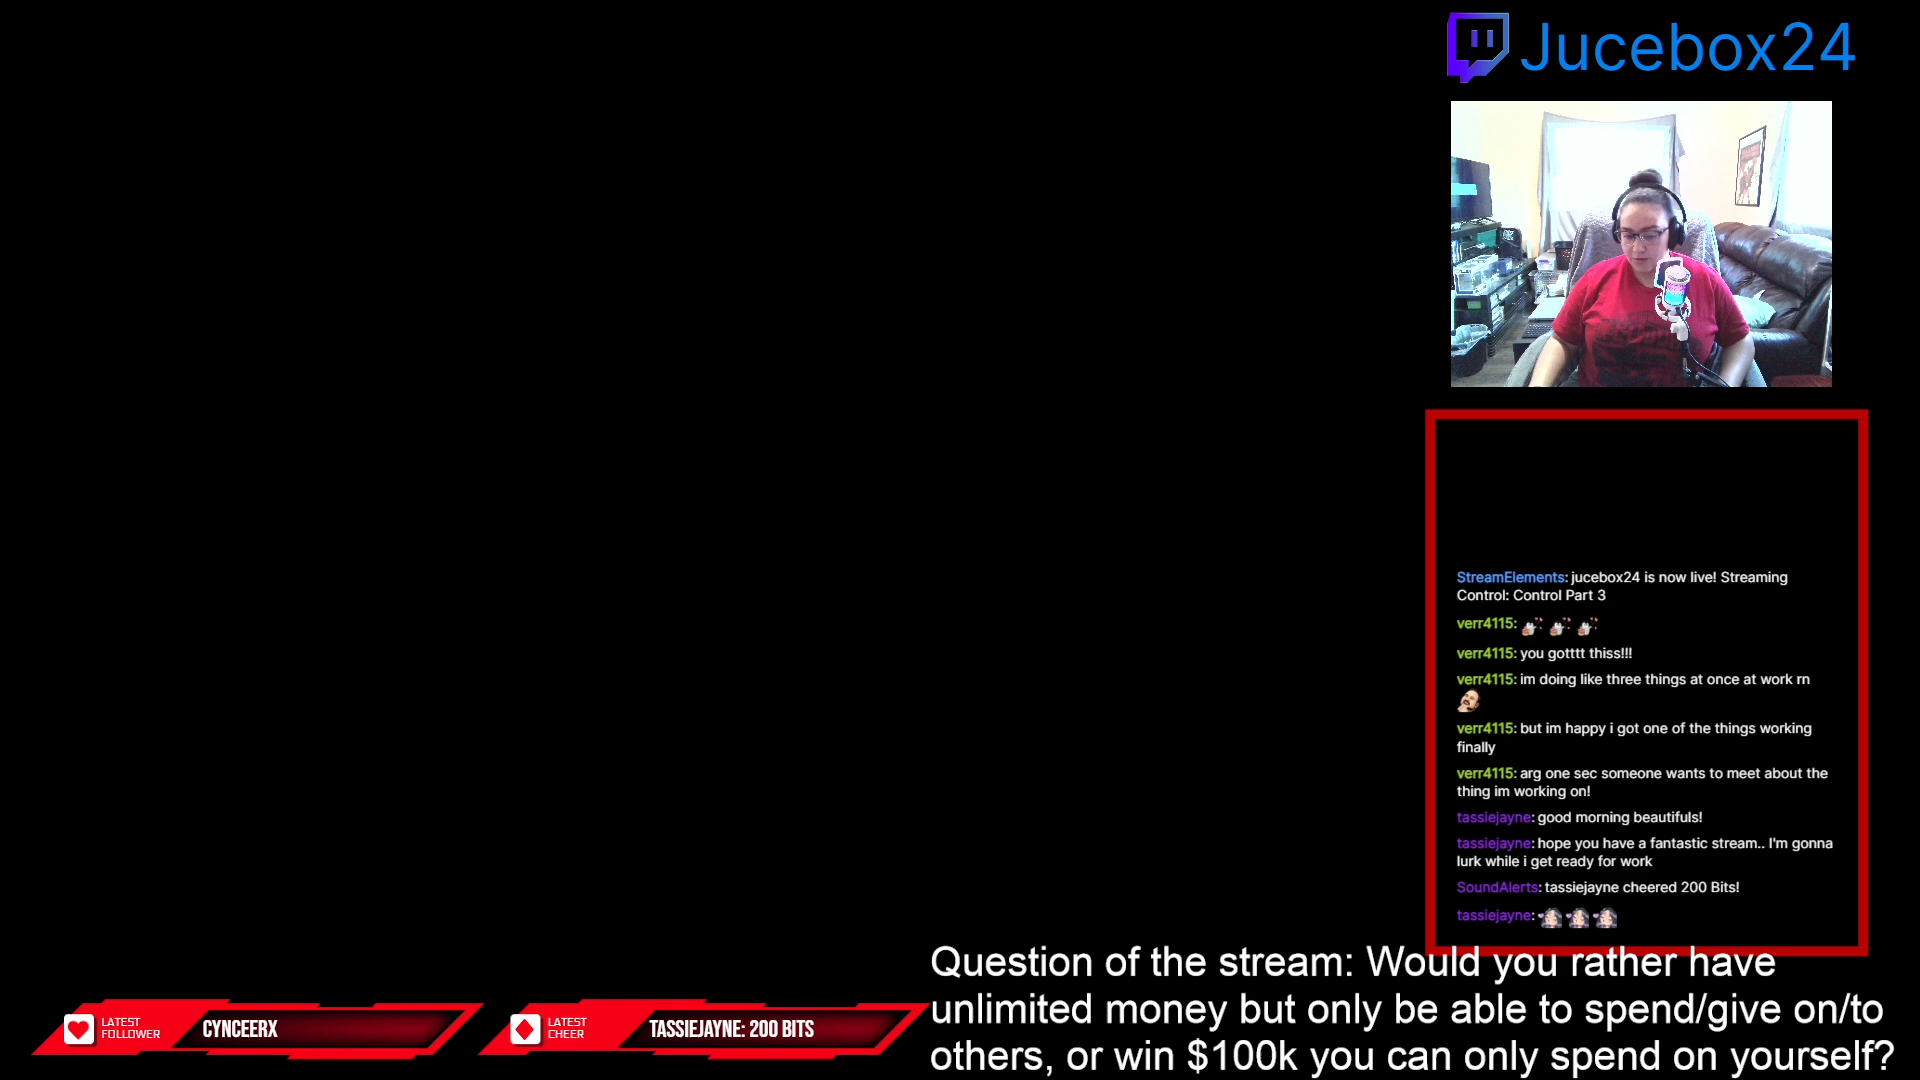 Jucebox24
StreamElements: jucebox24 is now live! Streaming
Control: Control Part 3
verr4115:
verr4115: you gotttt thiss!!!
verr4115: im doing like three things at once at work rn
verr4115: but im happy i got one of the things working
finally
verr4115: arg one sec someone wants to meet about the
thing im working on!
tassiejayne: good morning beautifuls!
tassiejayne: hope you have a fantastic stream.. I'm gonna
lurk while i get ready for work
SoundAlerts: tassiejayne cheered 200 Bits!
tassiejayne:
Question of the stream: Would you rather have
unlimited money but only be able to spend/give on/to
others, or win $100k you can only spend on yourself?
LATEST
FOLLOWER
CYNCEERX
LATEST
CHEER
TASSIEJAYNE: 200 BITS